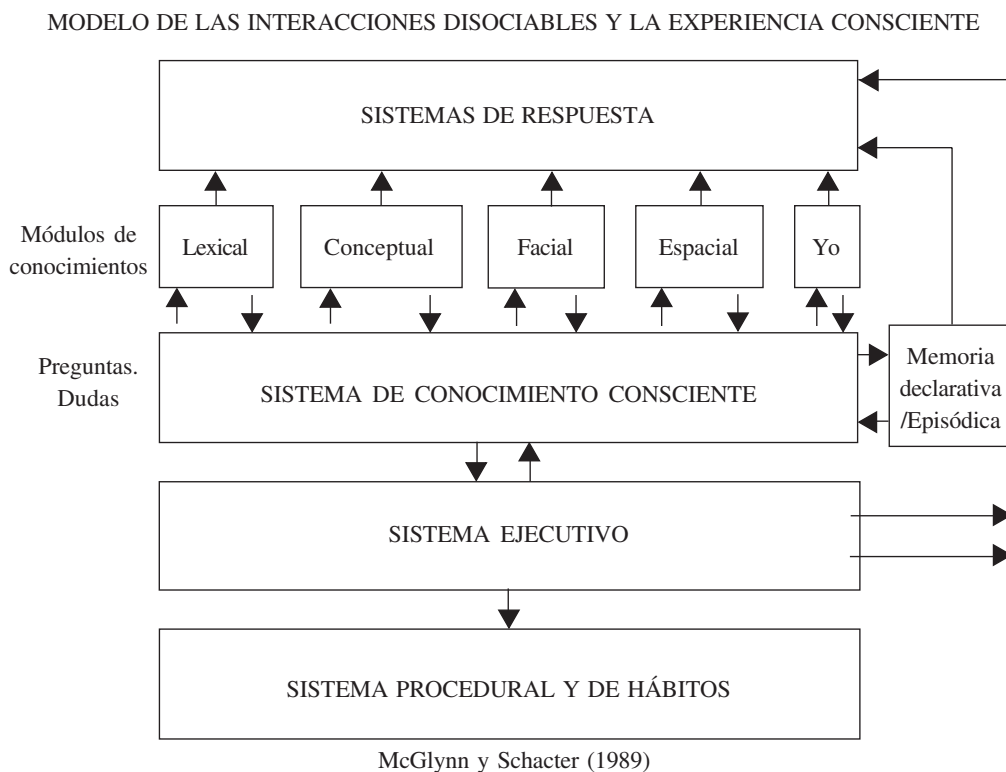 MODELO DE LAS INTERACCIONES DISOCIABLES Y LA EXPERIENCIA CONSCIENTE
SISTEMAS DE RESPUESTA
Módulos de
conocimientos
Lexical
Conceptual
Facial
Espacial
Yo
Preguntas.
Dudas
SISTEMA DE CONOCIMIENTO CONSCIENTE
Memoria
declarativa
/Episódica
SISTEMA EJECUTIVO
SISTEMA PROCEDURAL Y DE HÁBITOS
McGlynn y Schacter (1989)